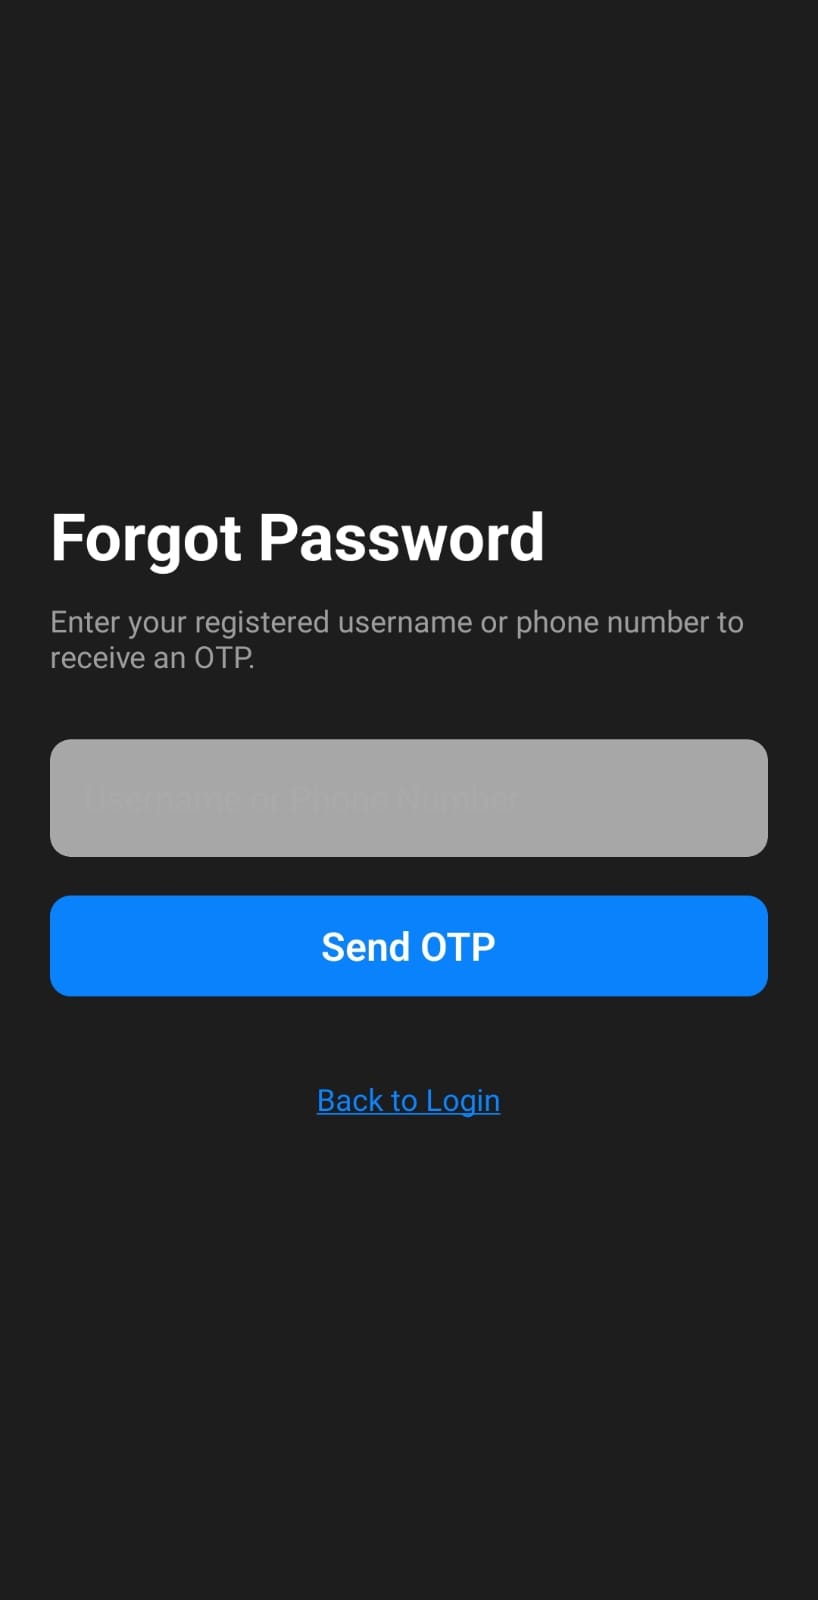 Forgot Password
Enter your registered username or phone number to
receive an OTP.
Username or Phone Number
Send OTP
Back to Login